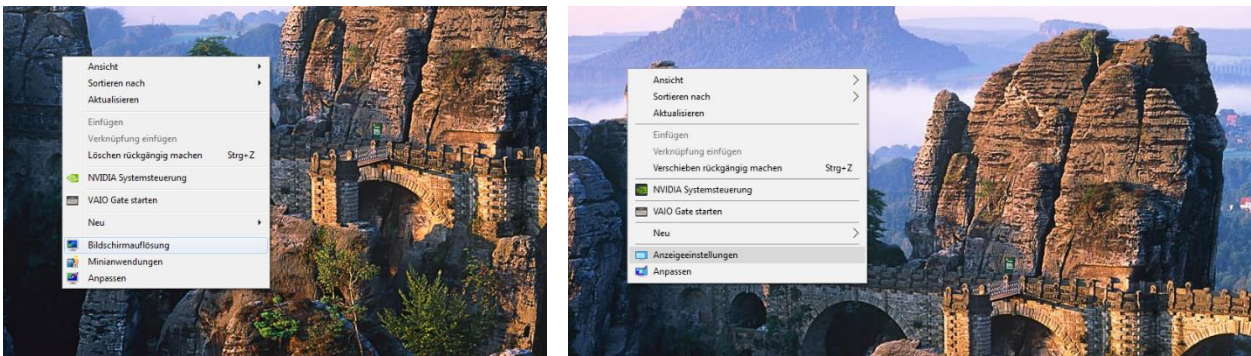 Ansicht
Sortieren nach
Aktualisieren
Einfügen
Verknüpfung einfügen
Löschen rückgängig machen Strg+Z
NVIDIA Systemsteuerung
VAIO Gate starten
Neu
Bildschirmauflösung
Minianwendungen
Anpassen
Ansicht
Sortieren nach
Aktualisieren
Einfügen
Verknüpfung einfügen
Verschieben rückgängig machen Strg+Z
NVIDIA Systemsteuerung
VAIO Gate starten
Neu
Anzeigeeinstellungen
Anpassen